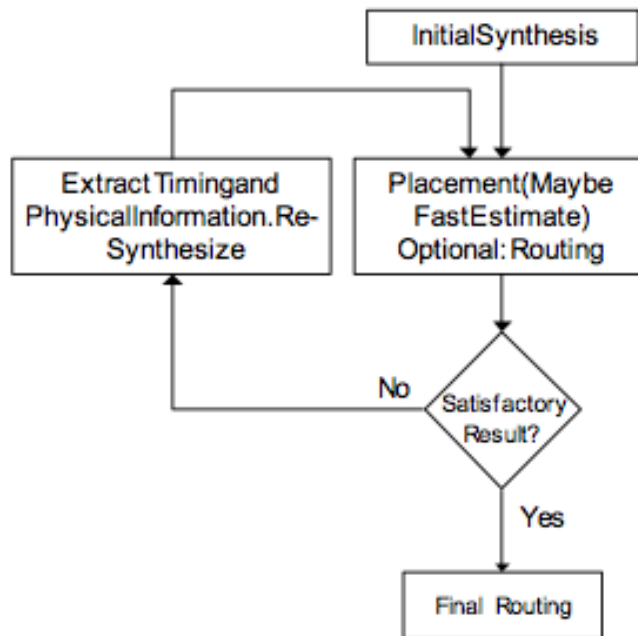 InitialSynthesis
ExtractTimingand
PhysicalInformation.Re-
Synthesize
Placement(Maybe
FastEstimate)
Optional:Routing
No
Satisfactory
Result?
Yes
Final Routing